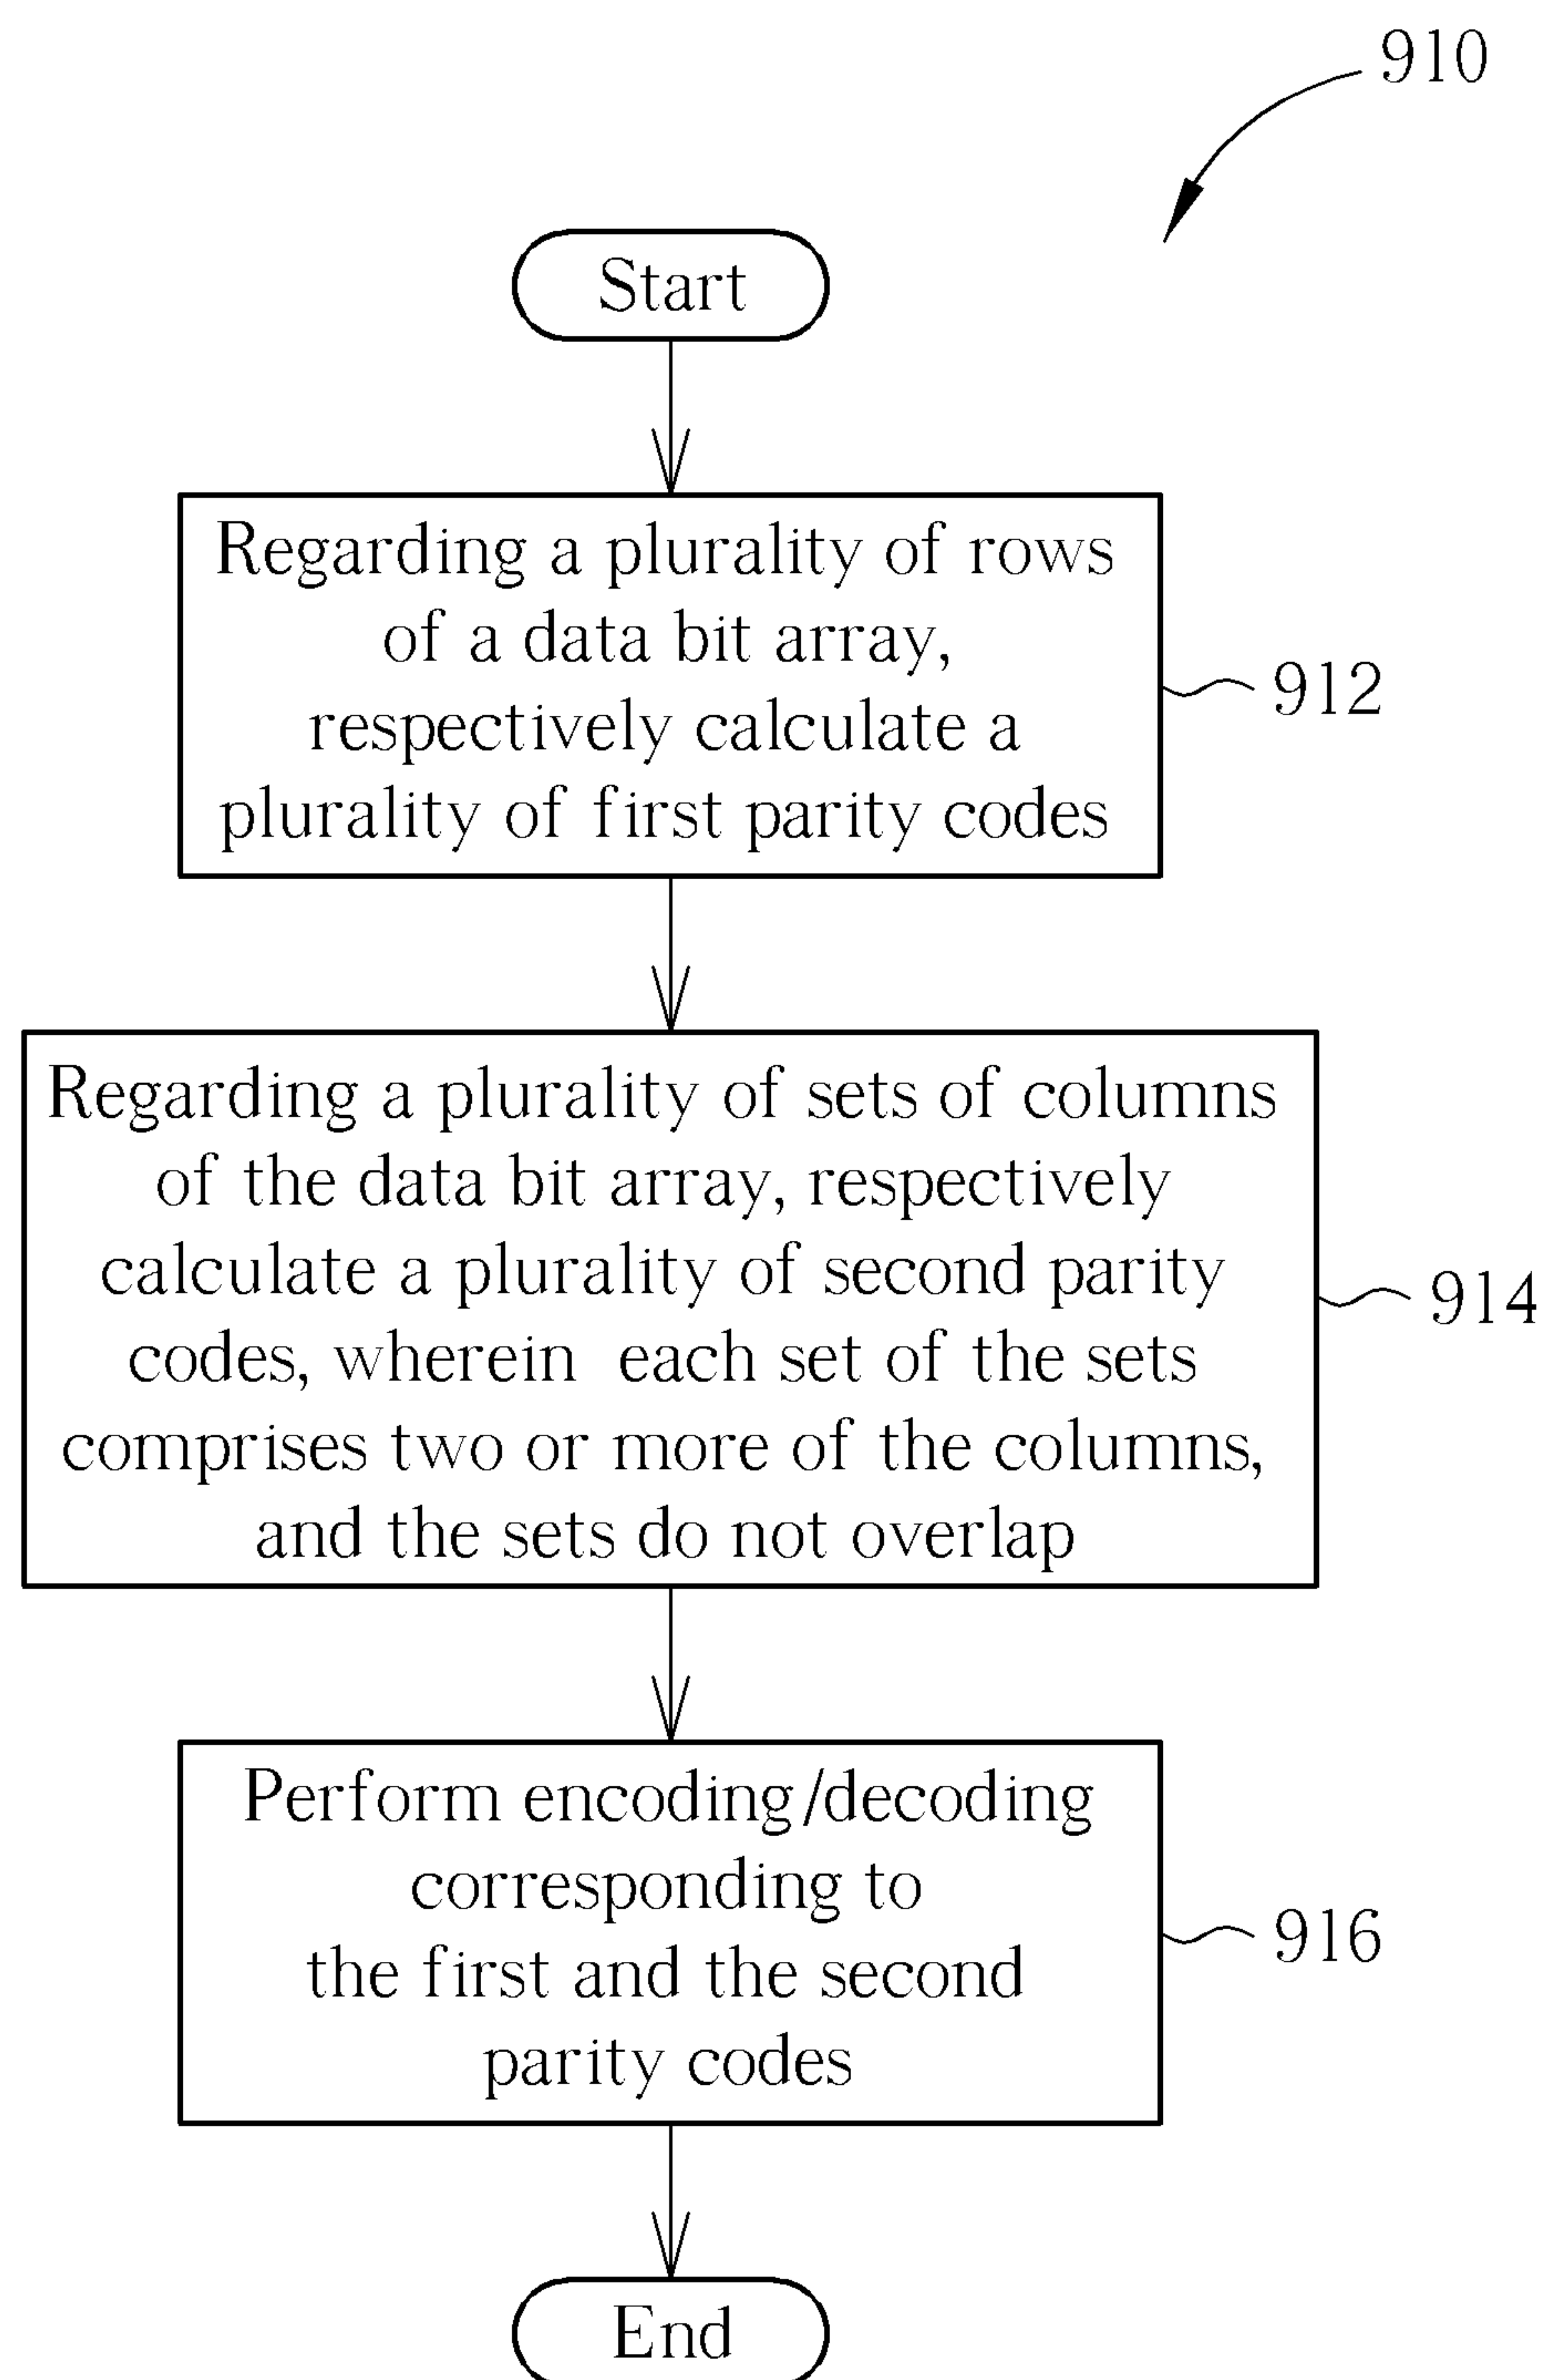 910
Start
Regarding a plurality of rows
of a data bit array,
respectively calculate a
plurality of first parity codes
912
Regarding a plurality of sets of columns
of the data bit array, respectively
calculate a plurality of second parity
codes, wherein each set of the sets
comprises two or more of the columns,
and the sets do not overlap
914
Perform encoding/decoding
corresponding to
the first and the second
parity codes
916
End